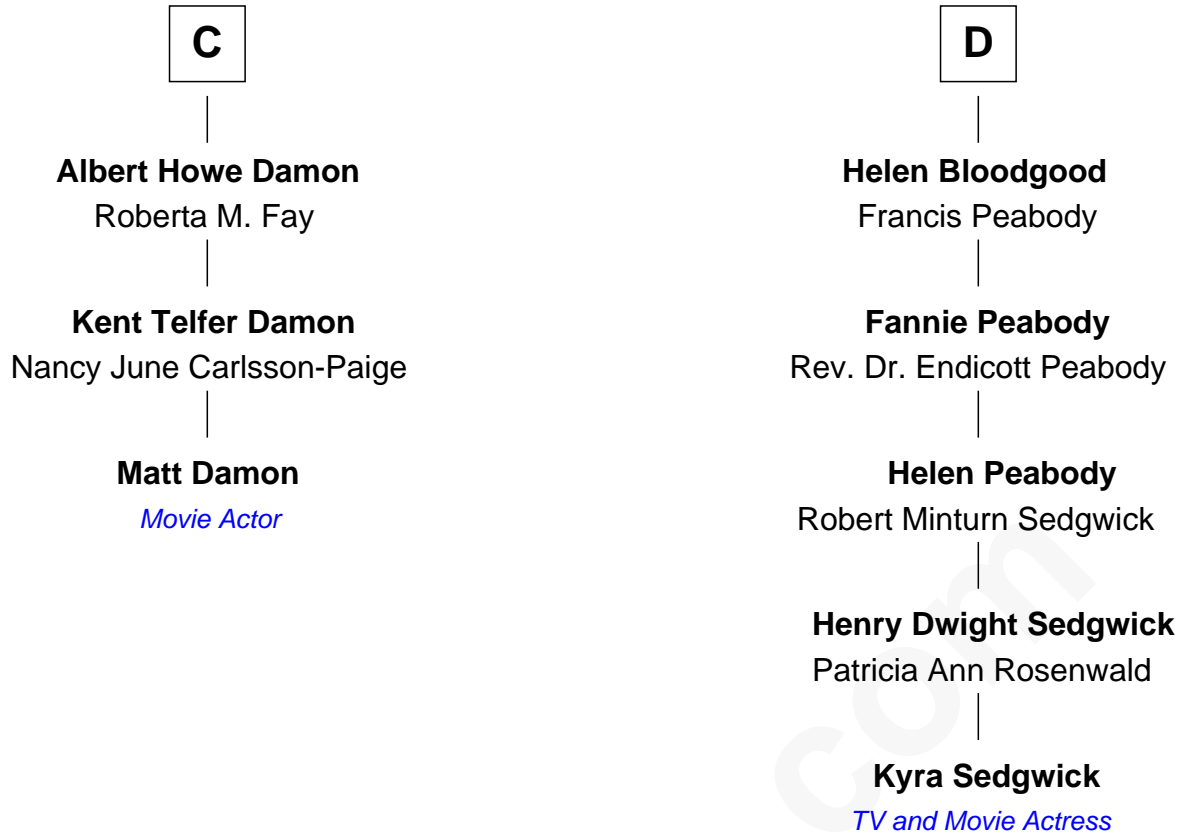 C
Albert Howe Damon
Roberta M. Fay
Kent Telfer Damon
Nancy June Carlsson-Paige
Matt Damon
Movie Actor
D
Helen Bloodgood
Francis Peabody
Fannie Peabody
Rev. Dr. Endicott Peabody
Helen Peabody
Robert Minturn Sedgwick
Henry Dwight Sedgwick
Patricia Ann Rosenwald
Kyra Sedgwick
TV and Movie Actress
com